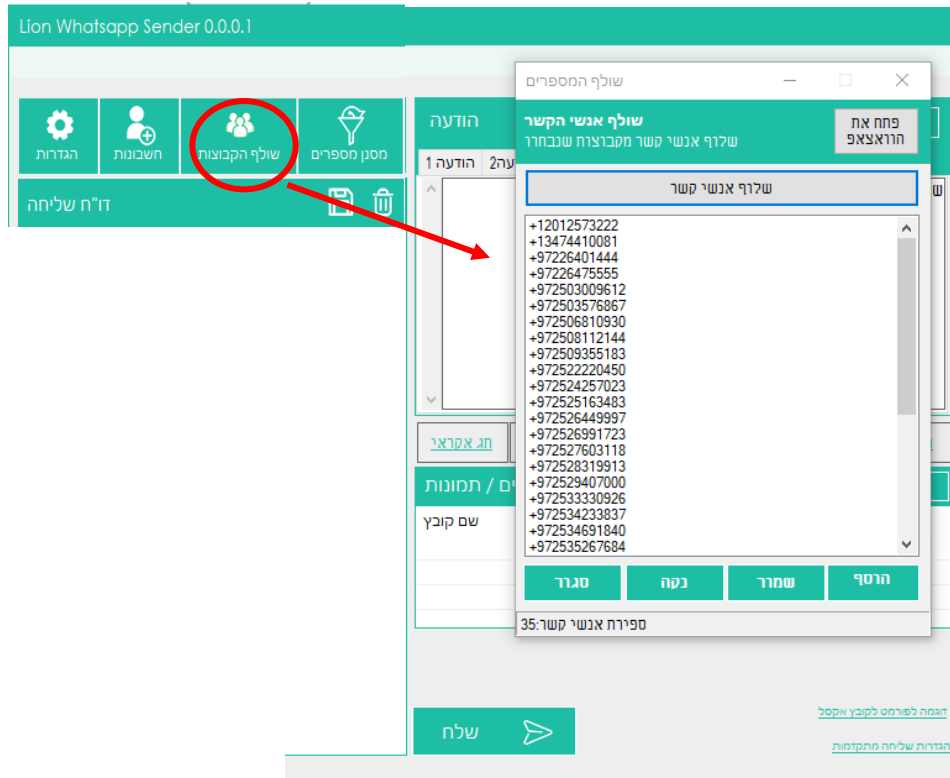 Lion Whatsapp Sender 0.0.0.1
הגדרות
חשבונות
שולף הקבוצות
מסנן מספרים
דו"ח שליחה
הודעה
הודעה 1
שולף המספרים
שולף אנשי הקשר
שלוף אנשי קשר מקבוצות שנבחרו
פתח את
הוואצאפ
שלוף אנשי קשר
+12012573222
+13474410081
+97226401444
+97226475555
+972503009612
+972503576867
+972506810930
+972508112144
+972509355183
+972522220450
+972524257023
+972525163483
+972526449997
+972526991723
+972527603118
+972528319913
+972529407000
+972533330926
+972534233837
+972534691840
+972535267684
הוסף
שמור
נקה
סגור
ספירת אנשי קשר:35
תג אקראי
ים / תמונות
שם קובץ
שלח
דוגמה לפורמט לקובץ אקסל
הגדרות שליחה מתקדמות